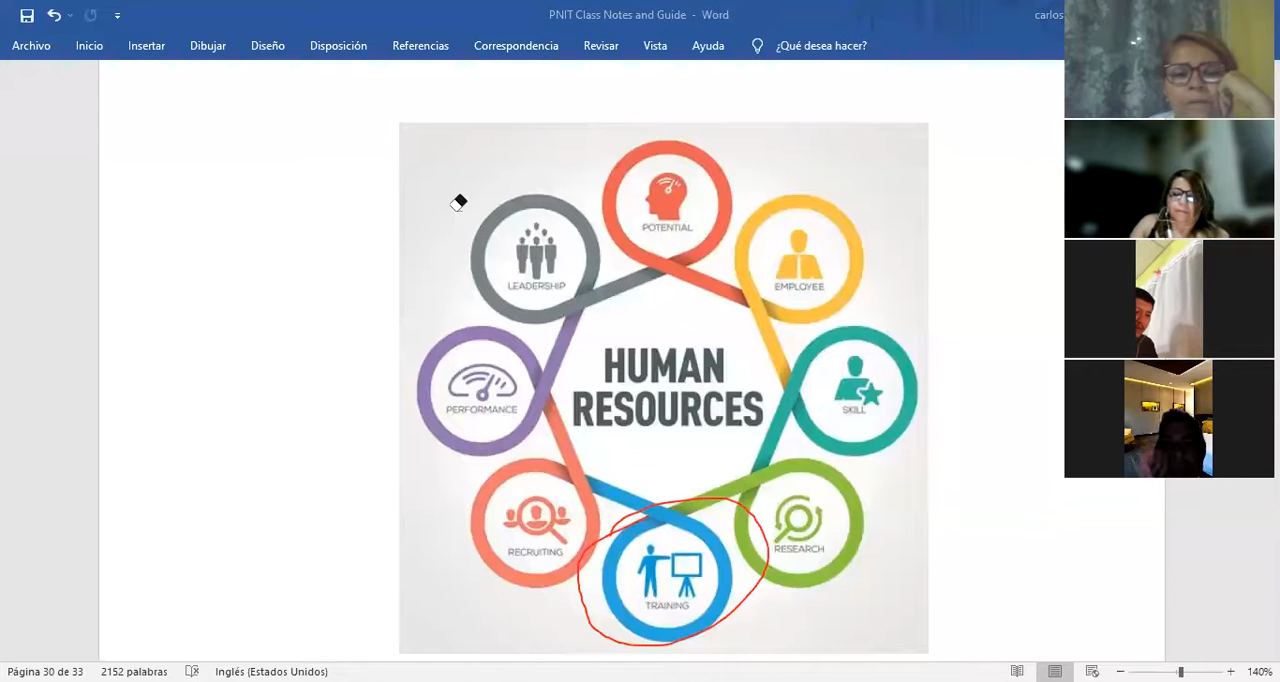 PNIT Class Notes and Guide - Word
carlos
Archivo Inicio Insertar Dibujar Diseño Disposición Referencias Correspondencia Revisar Vista Ayuda ¿Qué desea hacer?
POTENTIAL
LEADERSHIP
EMPLOYEE
HUMAN
RESOURCES
PERFORMANCE
SKILL
RECRUITING
RESEARCH
TRAINING
Página 30 de 33 2152 palabras Inglés (Estados Unidos) 140%